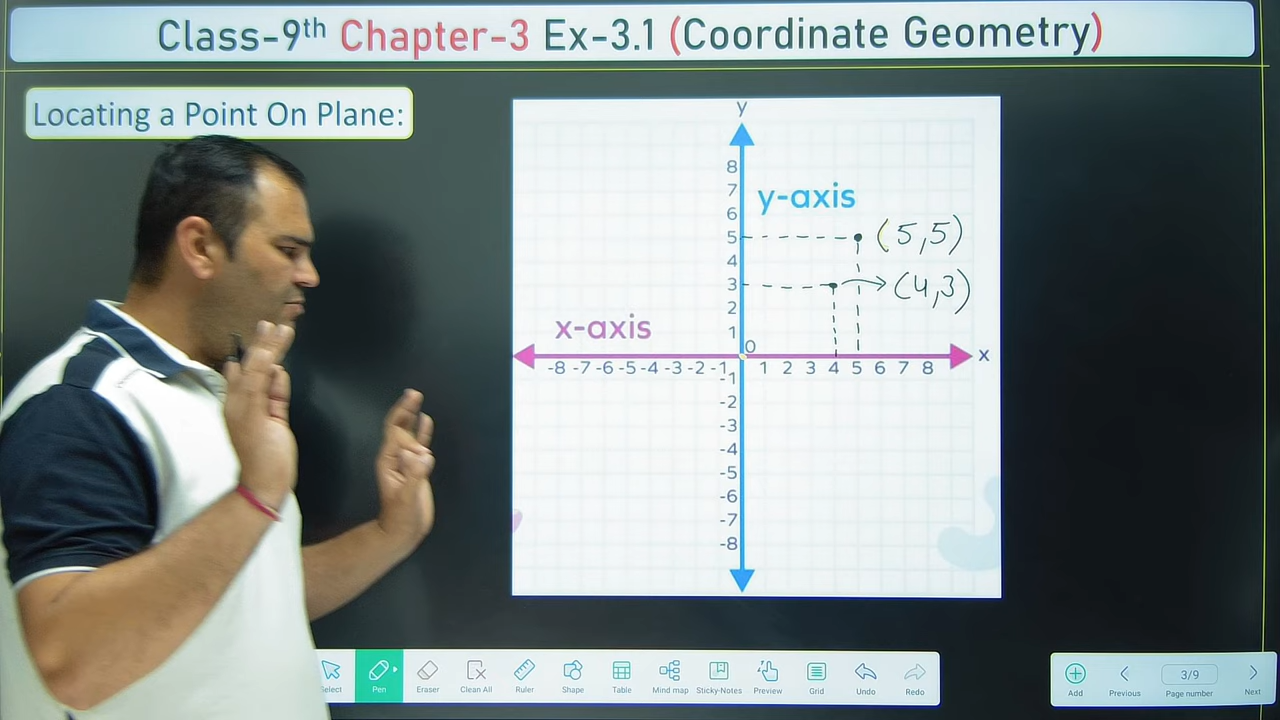 Class-9th Chapter-3 Ex-3.1 (Coordinate Geometry)
Locating a Point On Plane:
y
8
7
y-axis
6
5
(5,5)
4
3
(4,3)
2
x-axis
1
0
x
-8 -7 -6 -5 -4 -3 -2 -1 1 2 3 4 5 6 7 8
-1
-2
-3
-4
-5
-6
-7
-8
Select Pen Eraser Clean All Ruler Shape Table Mind map Sticky-Notes Preview Grid Undo Redo
Add Previous 3/9 Page number Next